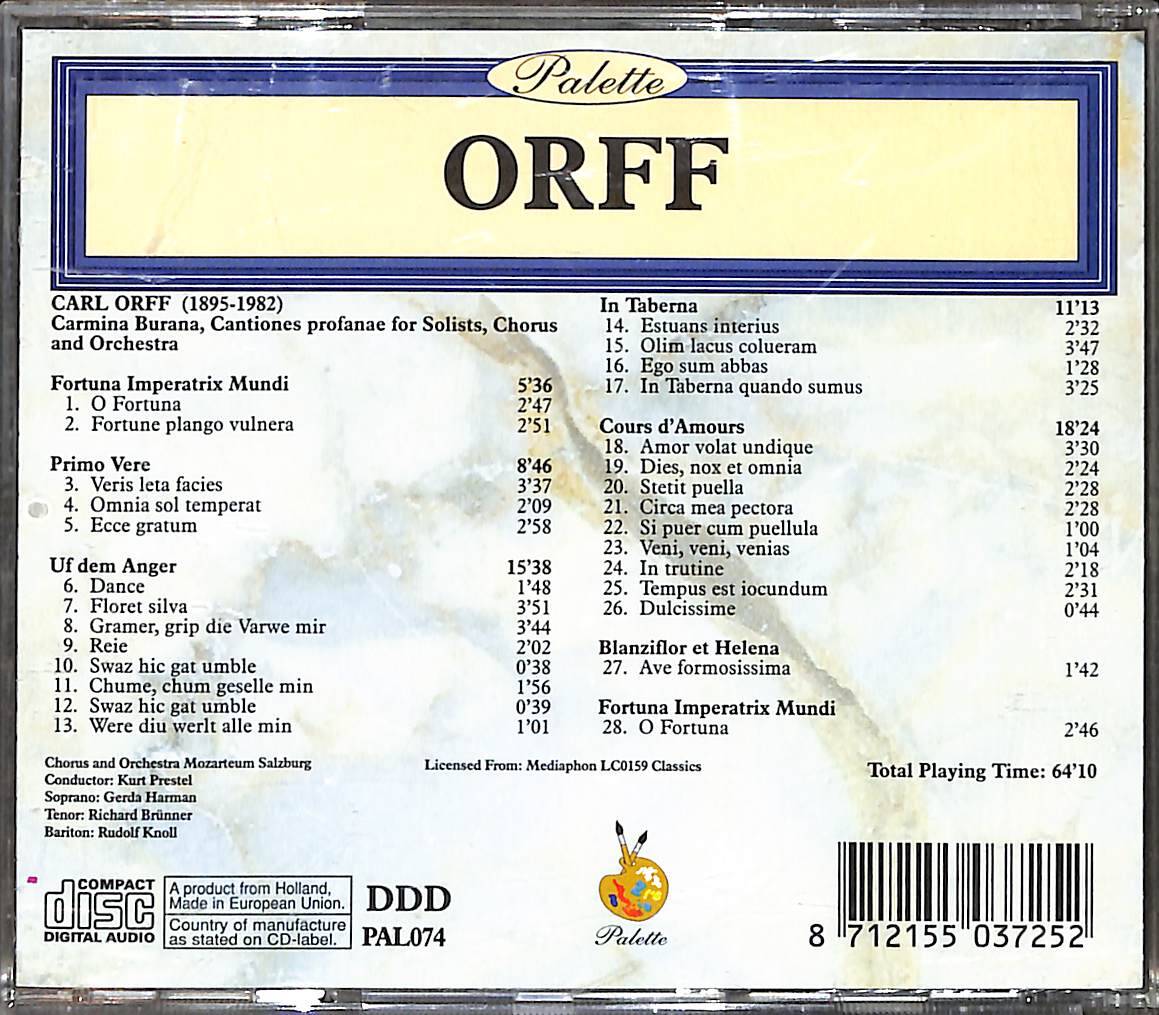 Palette
ORFF
CARL ORFF (1895-1982)
Carmina Burana, Cantiones profanae for Solists, Chorus
and Orchestra
Fortuna Imperatrix Mundi 5'36
1. O Fortuna 2'47
2. Fortune plango vulnera 2'51
Primo Vere 8'46
3. Veris leta facies 3'37
4. Omnia sol temperat 2'09
5. Ecce gratum 2'58
Uf dem Anger 15'38
6. Dance 1'48
7. Floret silva 3'51
8. Gramer, grip die Varwe mir 3'44
9. Reie 2'02
10. Swaz hic gat umble 0'38
11. Chume, chum geselle min 1'56
12. Swaz hic gat umble 0'39
13. Were diu werlt alle min 1'01
In Taberna 11'13
14. Estuans interius 2'32
15. Olim lacus colueram 3'47
16. Ego sum abbas 1'28
17. In Taberna quando sumus 3'25
Cours d'Amours 18'24
18. Amor volat undique 3'30
19. Dies, nox et omnia 2'24
20. Stetit puella 2'28
21. Circa mea pectora 2'28
22. Si puer cum puellula 1'00
23. Veni, veni, venias 1'04
24. In trutine 2'18
25. Tempus est iocundum 2'31
26. Dulcissime 0'44
Blanziflor et Helena
27. Ave formosissima 1'42
Fortuna Imperatrix Mundi
28. O Fortuna 2'46
Chorus and Orchestra Mozarteum Salzburg
Conductor: Kurt Prestel
Soprano: Gerda Harman
Tenor: Richard Brünner
Bariton: Rudolf Knoll
Licensed From: Mediaphon LC0159 Classics
Total Playing Time: 64'10
COMPACT
disc
DIGITAL AUDIO
A product from Holland,
Made in European Union.
Country of manufacture
as stated on CD-label.
DDD
PAL074
Palette
8 712155 037252